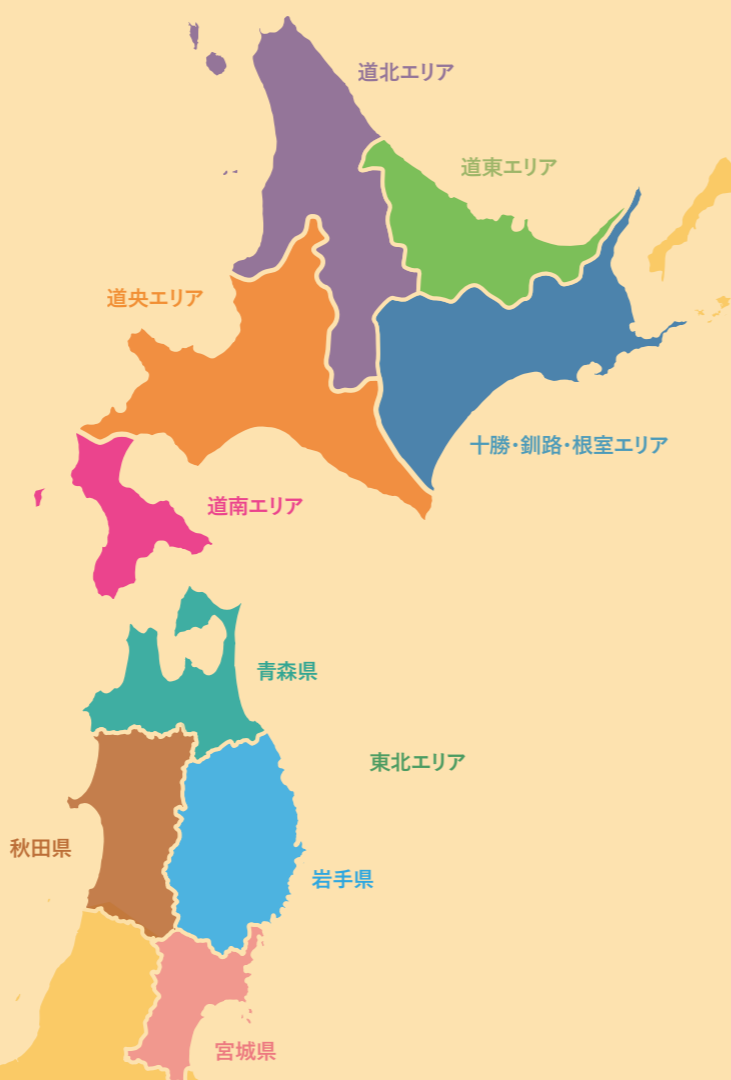 道北エリア
道東エリア
道央エリア
十勝・釧路・根室エリア
道南エリア
青森県
東北エリア
秋田県
岩手県
宮城県